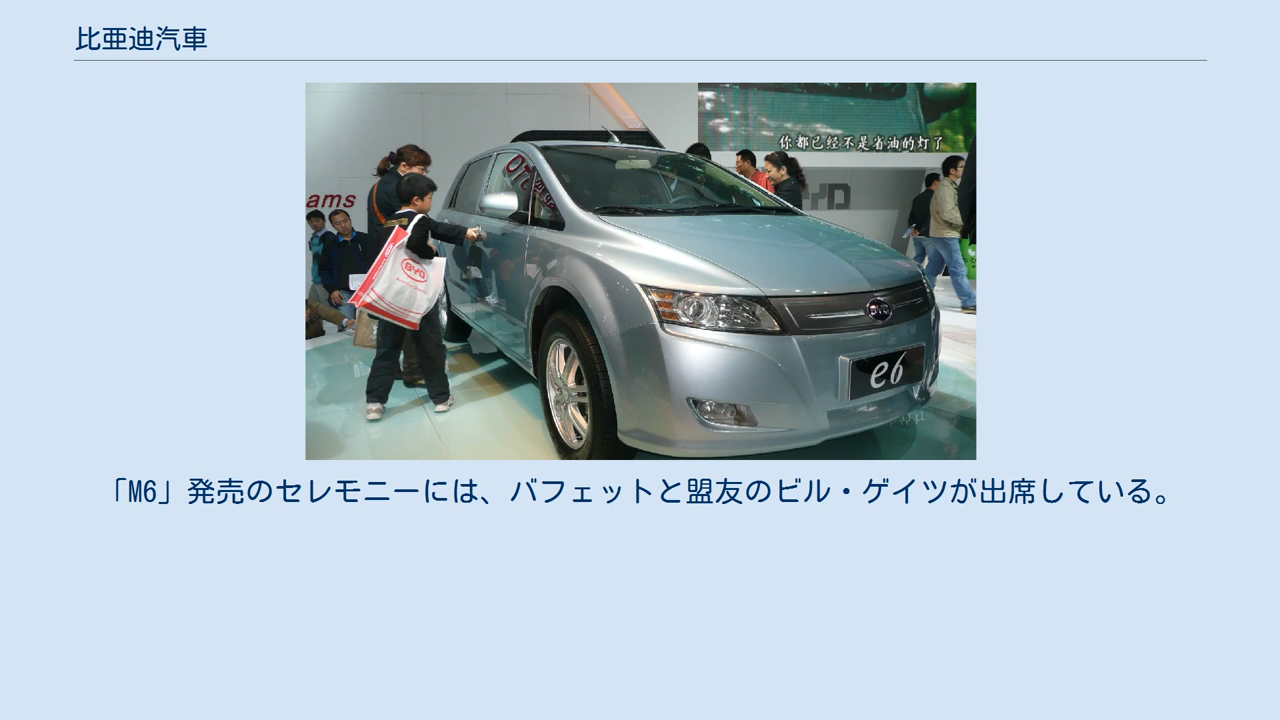 比亜迪汽車
你都已经不是省油的灯了
ams
BYD
BYD
e6
「M6」発売のセレモニーには、バフェットと盟友のビル・ゲイツが出席している。